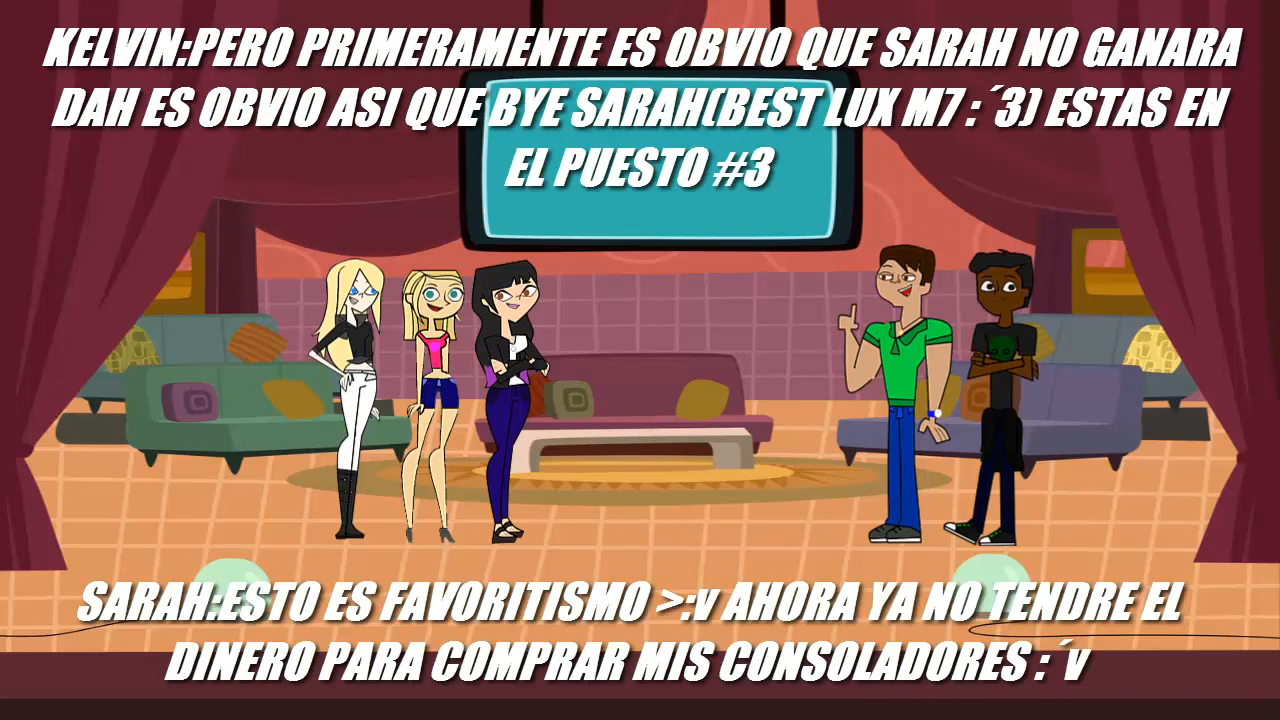 KELVIN:PERO PRIMERAMENTE ES OBVIO QUE SARAH NO GANARA
DAH ES OBVIO ASI QUE BYE SARAH(BEST LUX M7 : ´3) ESTAS EN
EL PUESTO #3
SARAH:ESTO ES FAVORITISMO >:v AHORA YA NO TENDRE EL
DINERO PARA COMPRAR MIS CONSOLADORES : ´v